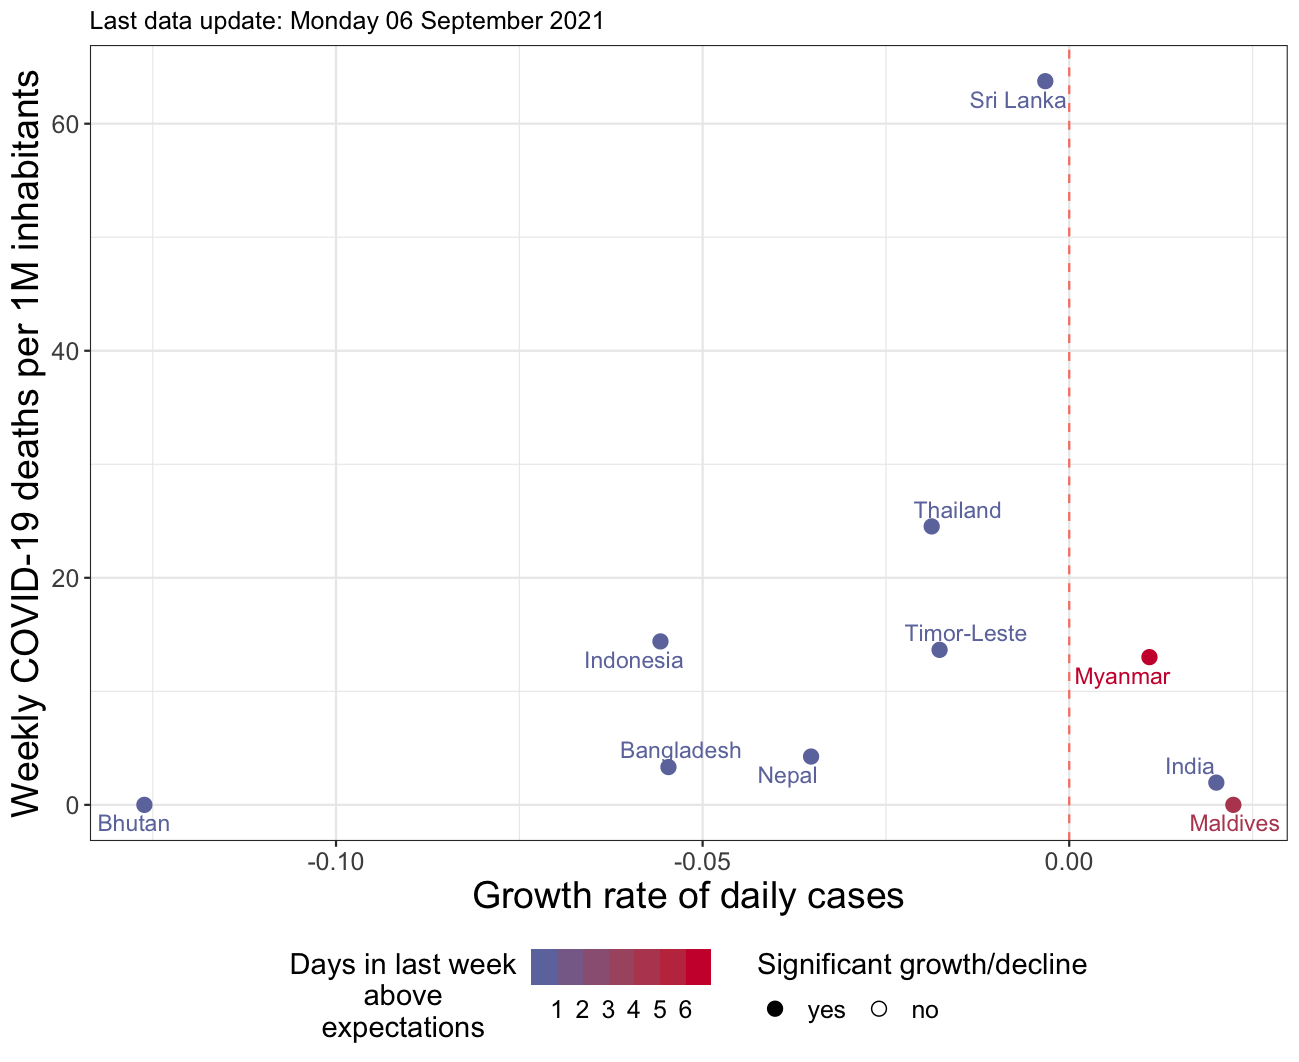 Last data update: Monday 06 September 2021
Weekly COVID-19 deaths per 1M inhabitants
60
40
20
0
Sri Lanka
Thailand
Timor-Leste
Indonesia
Myanmar
Bangladesh
Nepal
India
Bhutan
Maldives
-0.10
-0.05
0.00
Growth rate of daily cases
Days in last week
above
expectations
1 2 3 4 5 6
Significant growth/decline
yes no